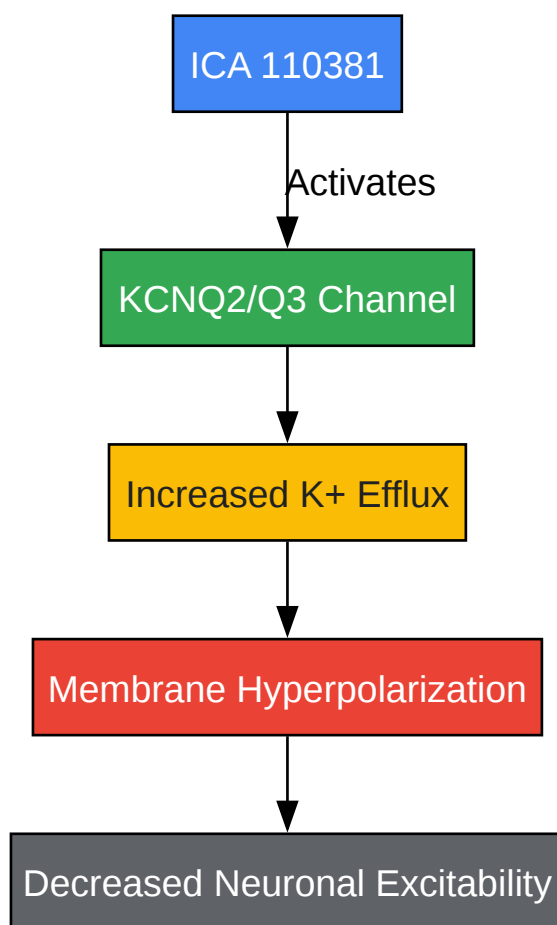 ICA 110381
Activates
KCNQ2/Q3 Channel
Increased K+ Efflux
Membrane Hyperpolarization
Decreased Neuronal Excitability